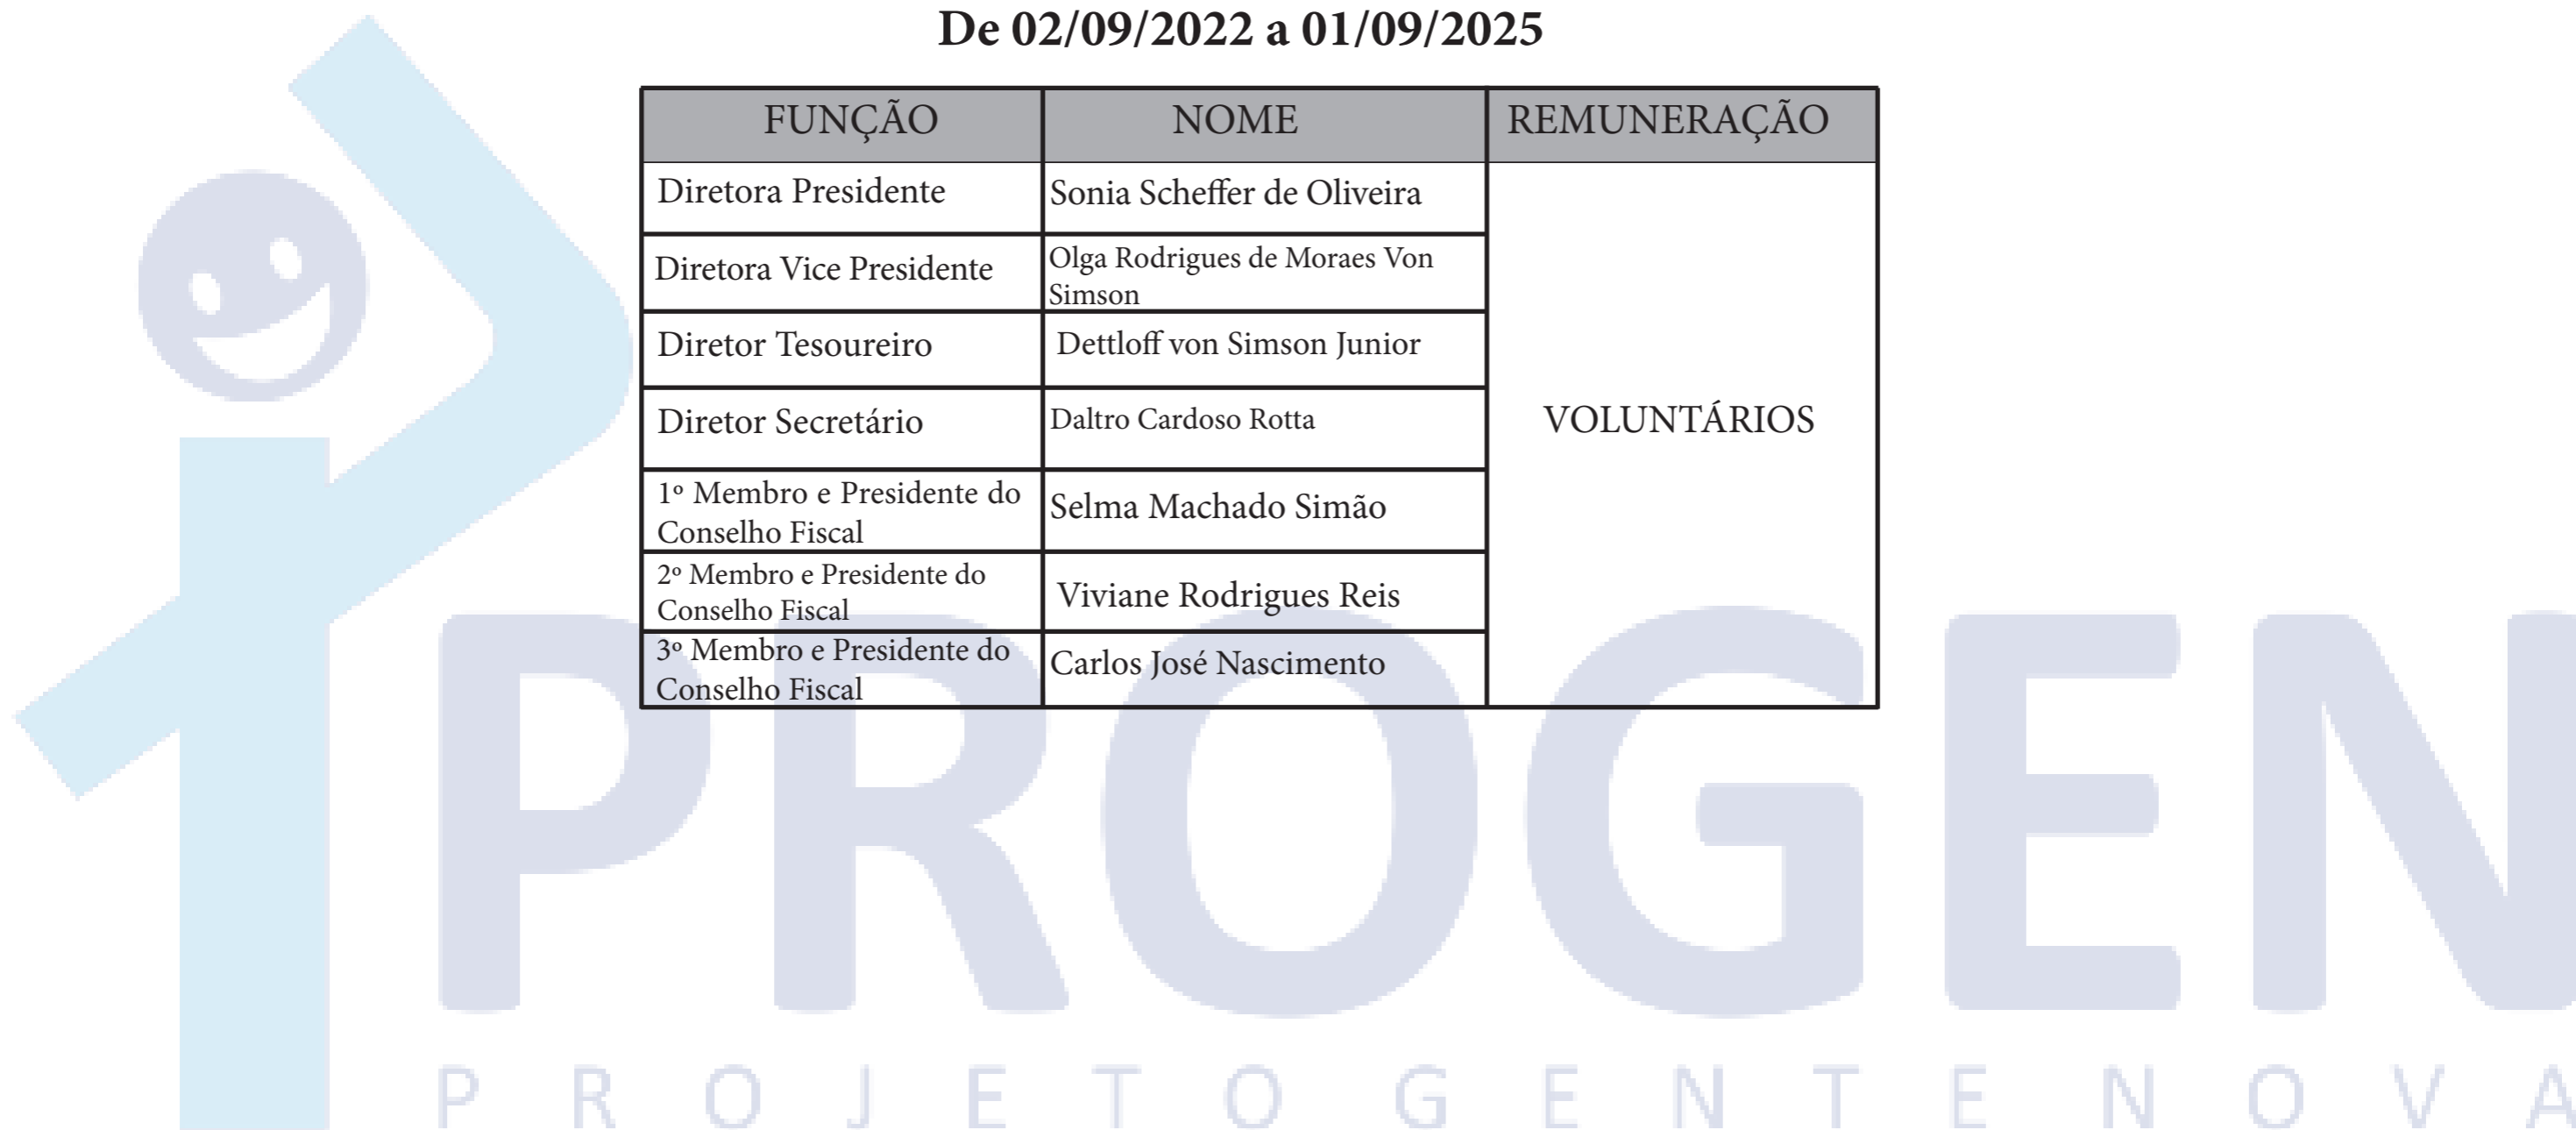 De 02/09/2022 a 01/09/2025
FUNÇÃO NOME REMUNERAÇÃO
Diretora Presidente Sonia Scheffer de Oliveira
Diretora Vice Presidente Olga Rodrigues de Moraes Von
Simson
Diretor Tesoureiro Dettloff von Simson Junior
Diretor Secretário Daltro Cardoso Rotta
VOLUNTÁRIOS
1º Membro e Presidente do
Conselho Fiscal
Selma Machado Simão
2º Membro e Presidente do
Conselho Fiscal
Viviane Rodrigues Reis
3º Membro e Presidente do
Conselho Fiscal
Carlos José Nascimento
PROGEN
PROJETO GENTE NOVA